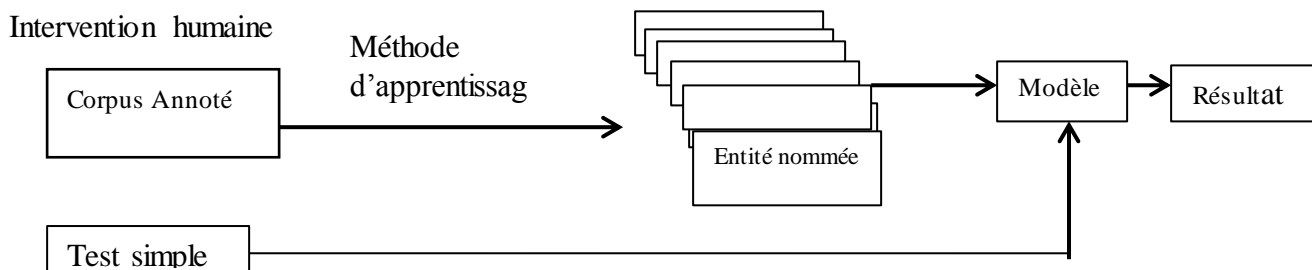 Intervention humaine
Méthode
d'apprentissag
Corpus Annoté
Entité nommée
Modèle
Résultat
Test simple